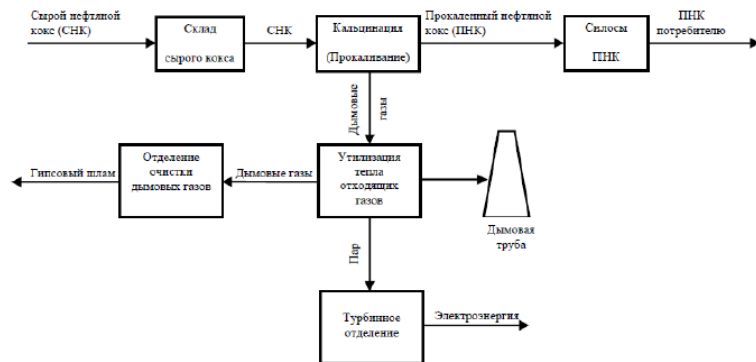 Сырой нефтяной
кокс (СНК)
Склад
сырого кокса
СНК
Кальцинация
(Прокаливание)
Прокаленный нефтяной
кокс (ПНК)
Силосы
ПНК
ПНК
потребителю
Дымовые
газы
Гипсовый шлам
Отделение
очистки
дымовых газов
Дымовые газы
Утилизация
тепла
отходящих
газов
Дымовая
труба
Пар
Турбинное
отделение
Электроэнергия